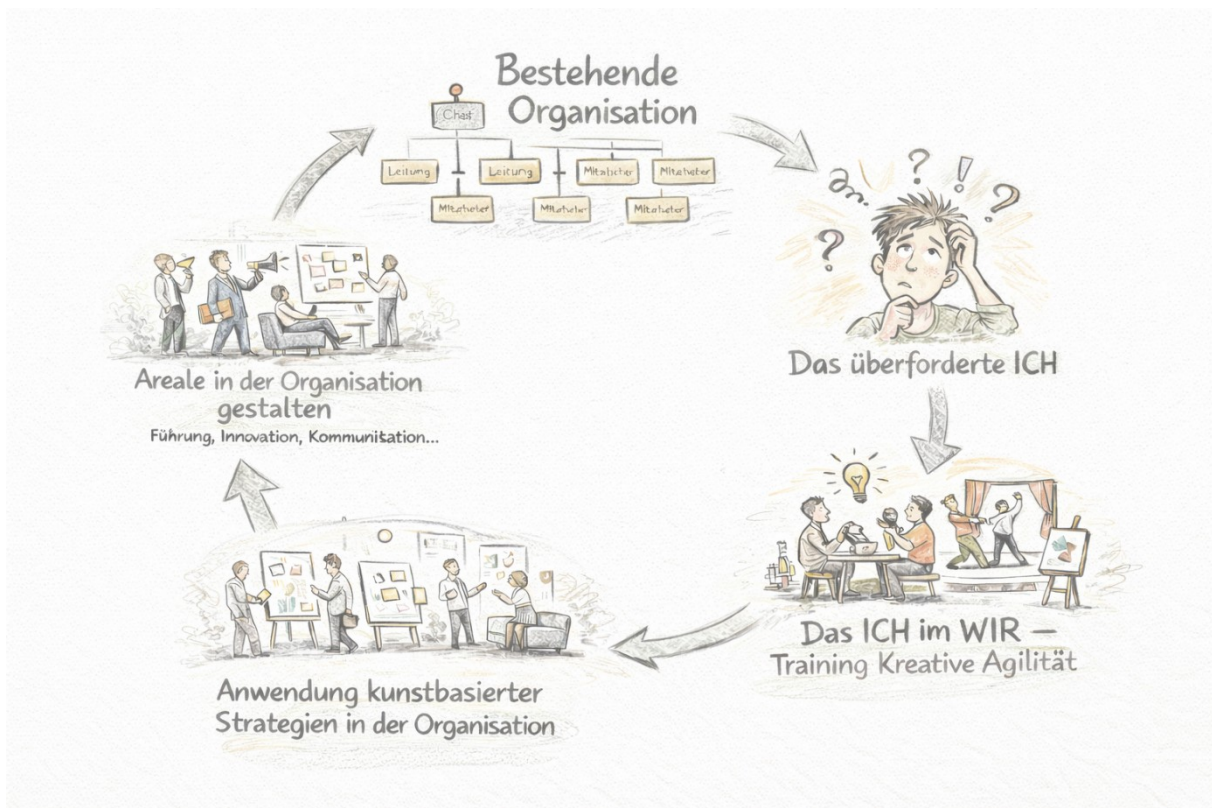 Bestehende
Organisation
Leitung
Leitung
Das überforderte ICH
Das ICH im WIR –
Training Kreative Agilität
Anwendung kunstbasierter
Strategien in der Organisation
Areale in der Organisation
gestalten
Führung, Innovation, Kommunikation...